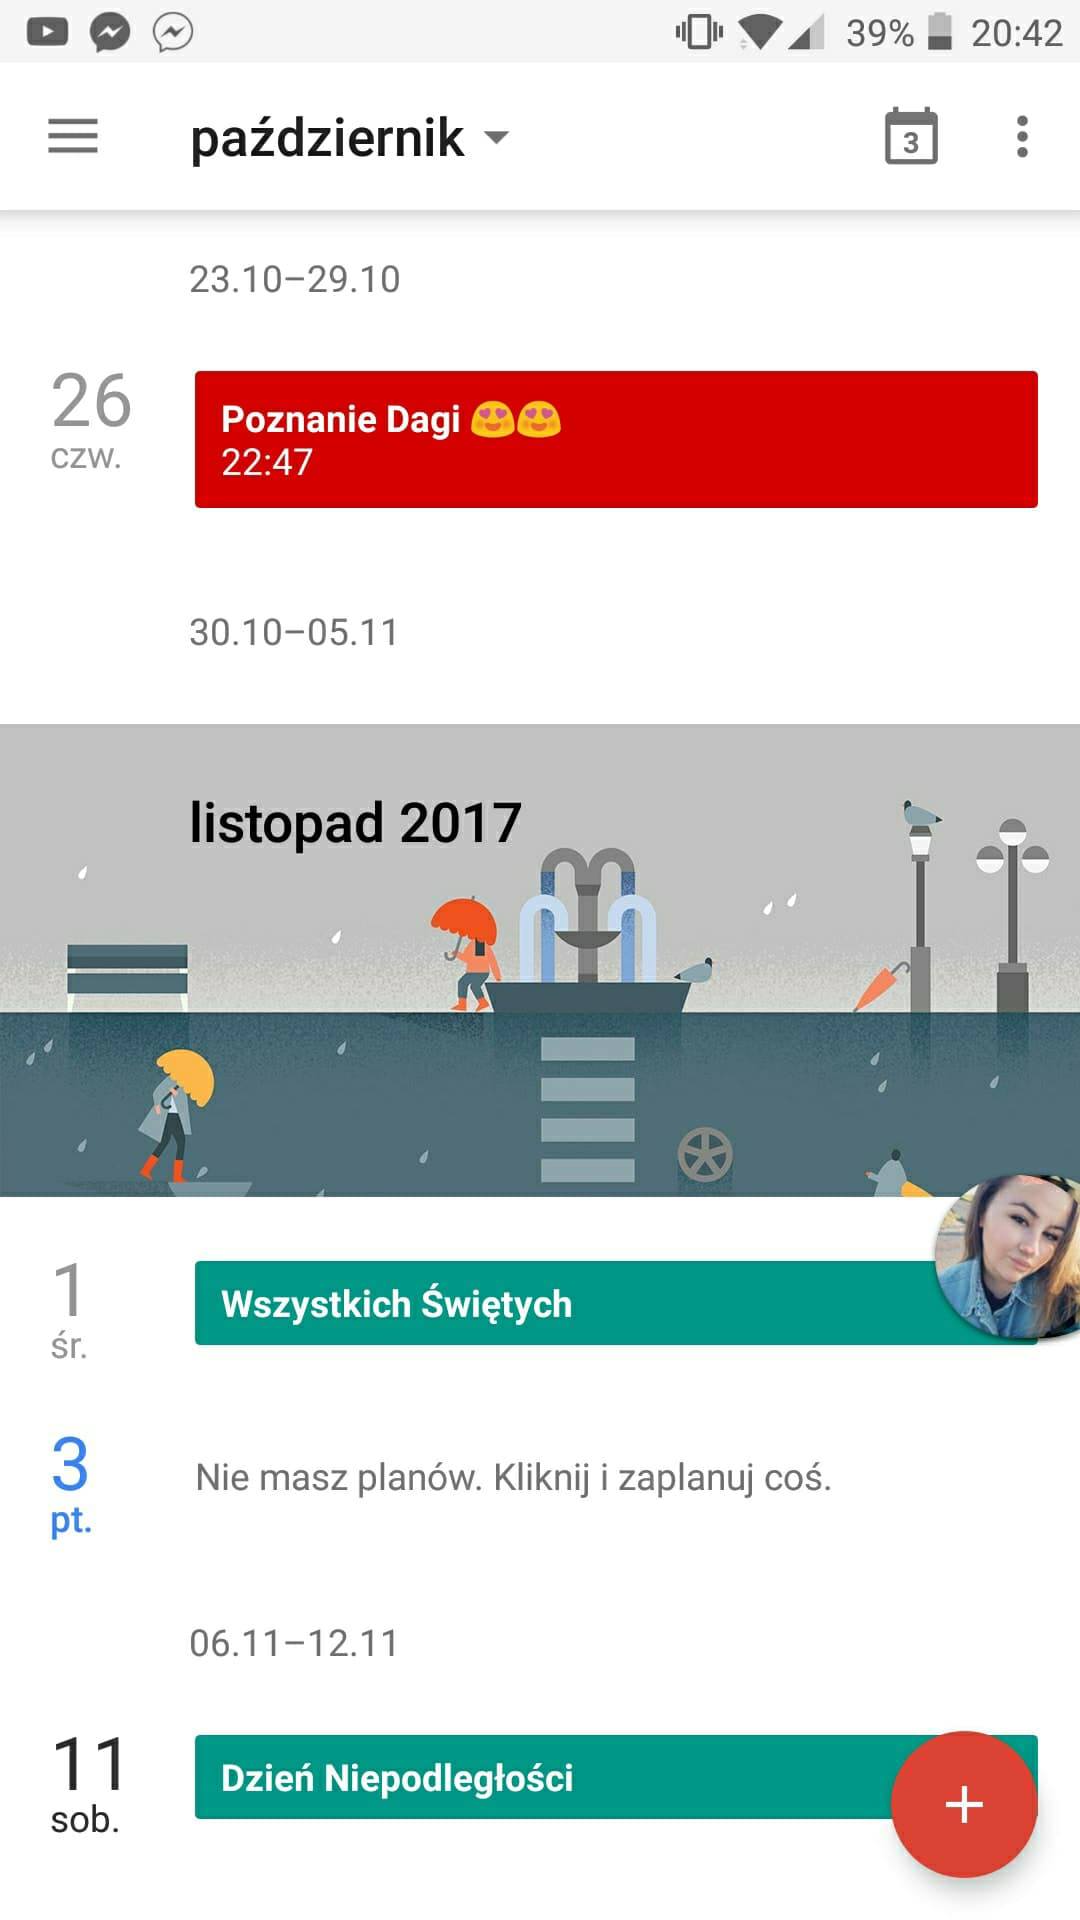 39% 20:42
październik
3
23.10–29.10
26
czw.
Poznanie Dagi 😍😍
22:47
30.10–05.11
listopad 2017
1
śr.
Wszystkich Świętych
3
pt.
Nie masz planów. Kliknij i zaplanuj coś.
06.11–12.11
11
sob.
Dzień Niepodległości